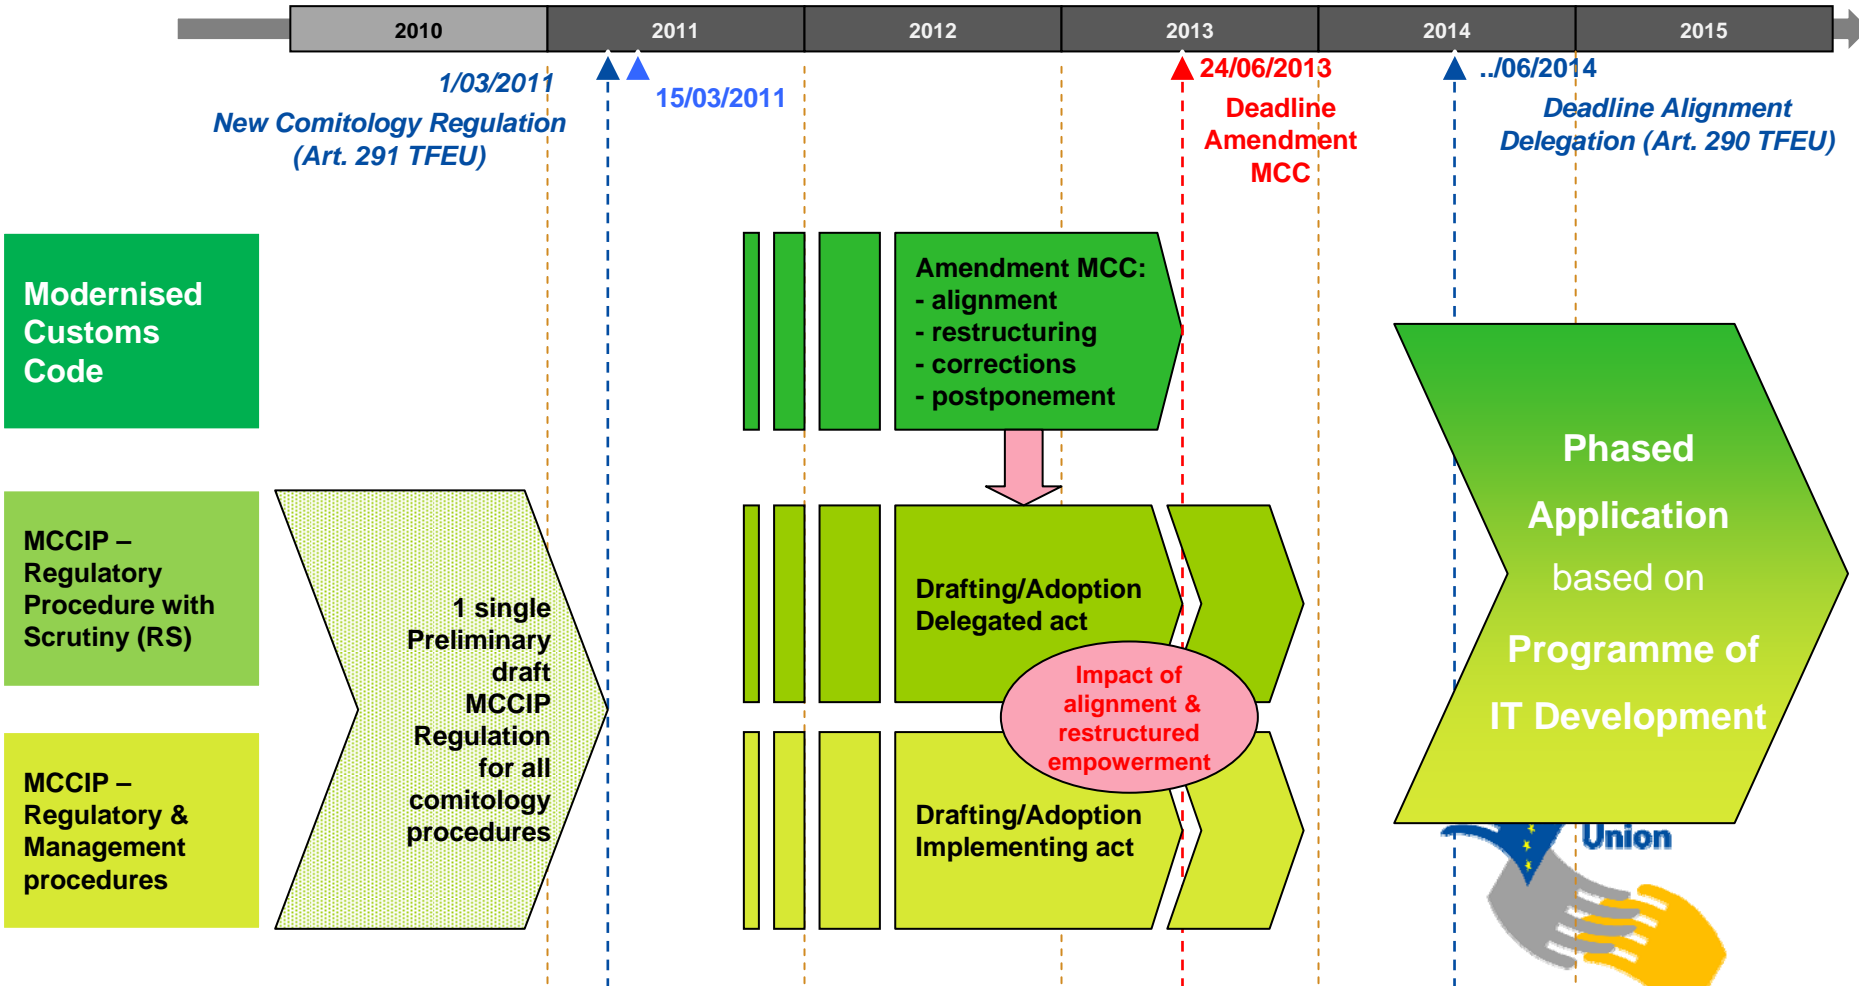 2010
2011
2012
2013
2014
2015
1/03/2011
New Comitology Regulation
(Art. 291 TFEU)
15/03/2011
24/06/2013
Deadline
Amendment
MCC
../06/2014
Deadline Alignment
Delegation (Art. 290 TFEU)
Modernised
Customs
Code
Amendment MCC:
- alignment
- restructuring
- corrections
- postponement
MCCIP –
Regulatory
Procedure with
Scrutiny (RS)
MCCIP –
Regulatory &
Management
procedures
1 single
Preliminary
draft
MCCIP
Regulation
for all
comitology
procedures
Drafting/Adoption
Delegated act
Impact of
alignment &
restructured
empowerment
Drafting/Adoption
Implementing act
Phased
Application
based on
Programme of
IT Development
Union